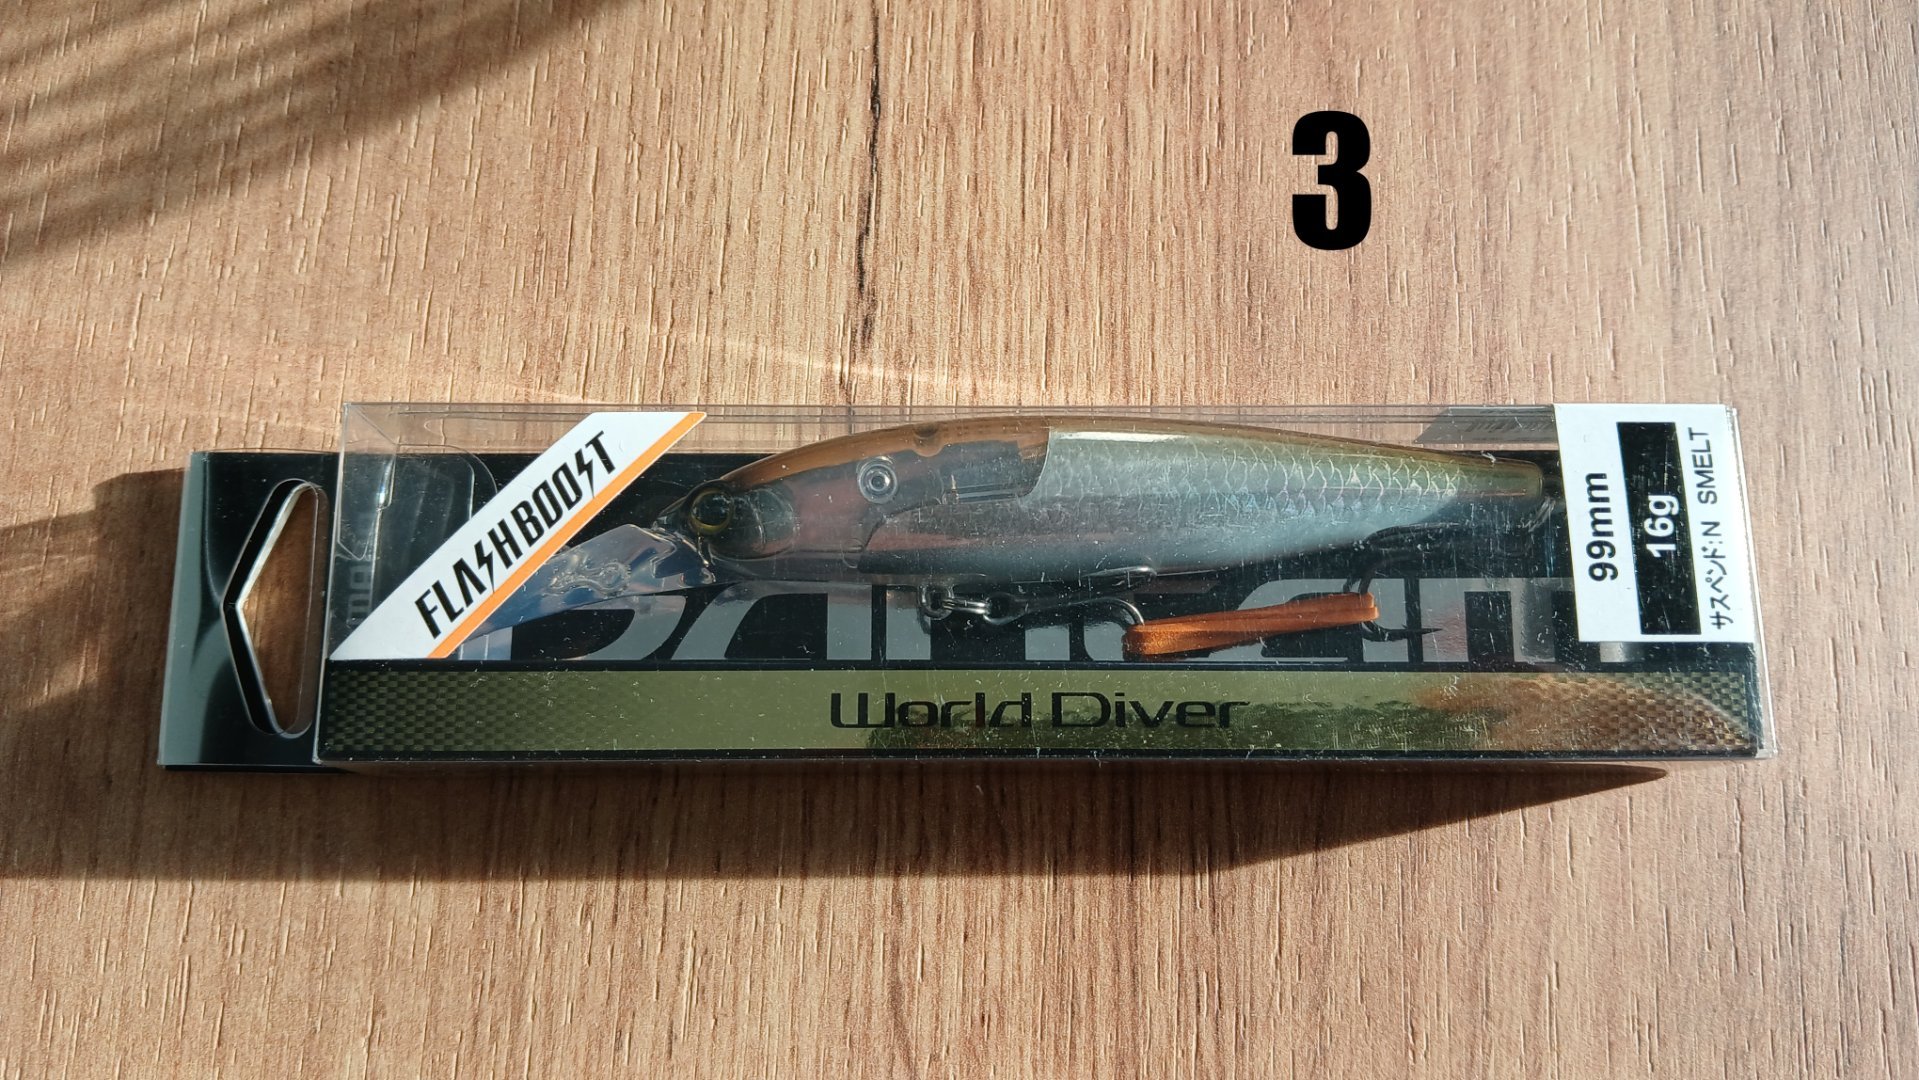 3
FLASHBOOST
99mm
16g
サスペンド:N SMELT
World Diver